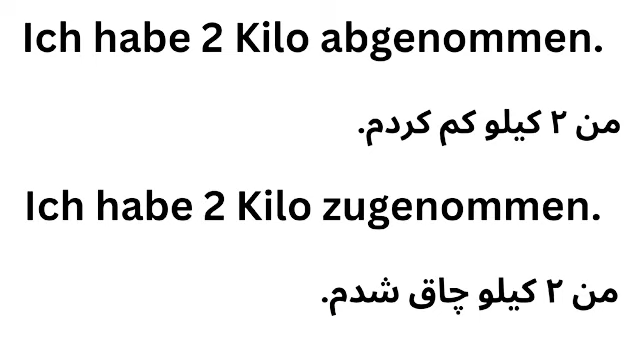 Ich habe 2 Kilo abgenommen.
من ۲ کیلو کم کردم.
Ich habe 2 Kilo zugenommen.
من ۲ کیلو چاق شدم.